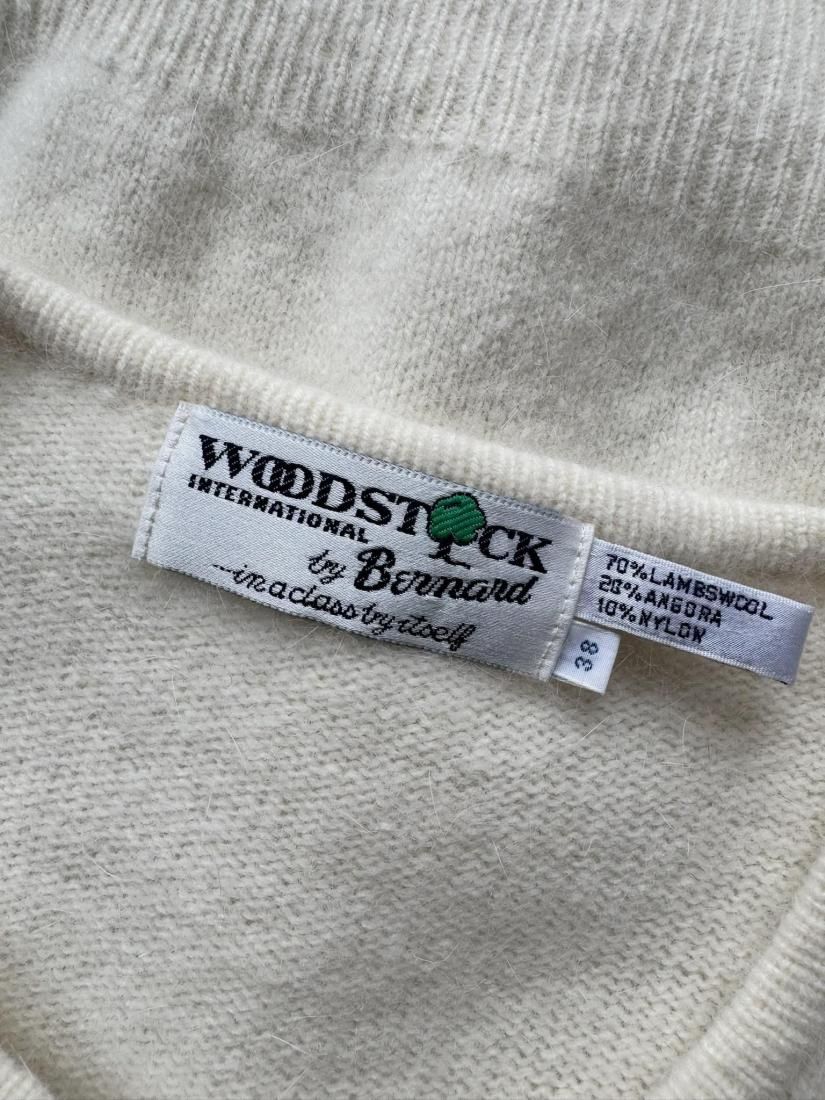 WOODSTOCK
INTERNATIONAL
by Bernard
...in a class by itself
70% LAMBSWOOL
20% ANGORA
10% NYLON
38